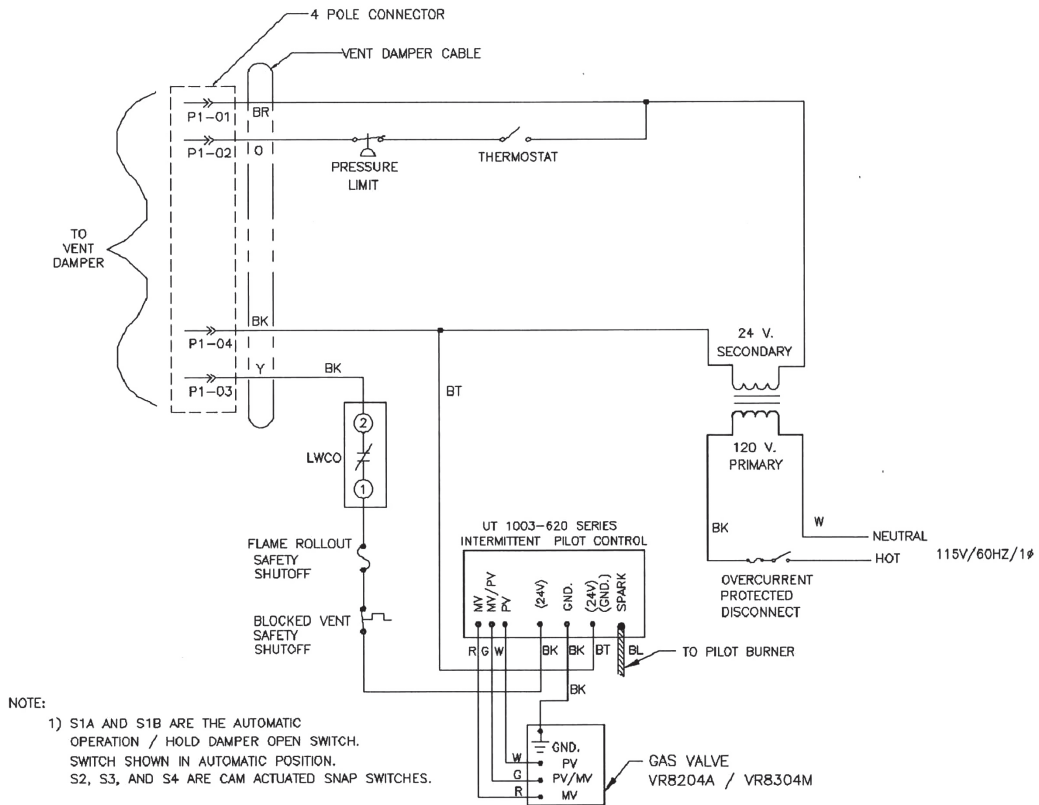 4 POLE CONNECTOR
VENT DAMPER CABLE
P1-01
BR
P1-02
O
PRESSURE
LIMIT
THERMOSTAT
TO
VENT
DAMPER
BK
P1-04
24 V.
SECONDARY
Y
BK
P1-03
BT
2
LWCO
1
120 V.
PRIMARY
BK
W
NEUTRAL
HOT
115V/60HZ/1ϕ
OVERCURRENT
PROTECTED
DISCONNECT
UT 1003-620 SERIES
INTERMITTENT PILOT CONTROL
FLAME ROLLOUT
SAFETY
SHUTOFF
MV
MV/PV
PV
(24V)
GND.
(24V)
(GND.)
SPARK
BLOCKED VENT
SAFETY
SHUTOFF
R G W BK BK BT BL
TO PILOT BURNER
BK
NOTE:
1) S1A AND S1B ARE THE AUTOMATIC
OPERATION / HOLD DAMPER OPEN SWITCH.
SWITCH SHOWN IN AUTOMATIC POSITION.
S2, S3, AND S4 ARE CAM ACTUATED SNAP SWITCHES.
GND.
W PV
G PV/MV
R MV
GAS VALVE
VR8204A / VR8304M